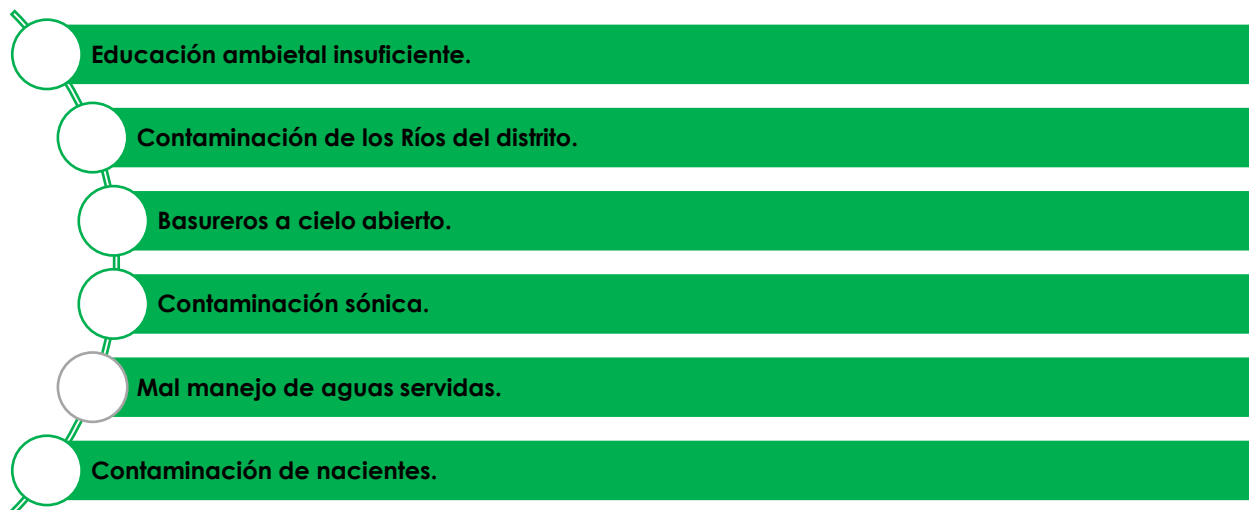 Educación ambietal insuficiente.
Contaminación de los Ríos del distrito.
Basureros a cielo abierto.
Contaminación sónica.
Mal manejo de aguas servidas.
Contaminación de nacientes.